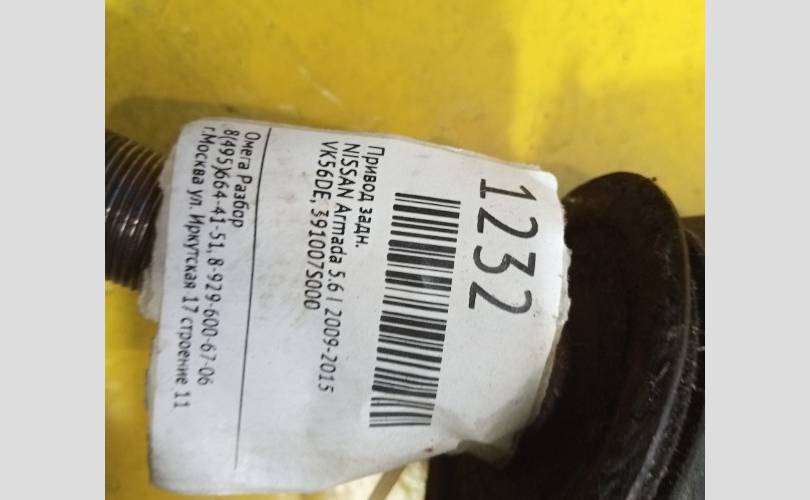 1232
Привод задн.
NISSAN Armada 5.6 l 2009-2015
VK56DE, 391007S000
Омега Разбор
8(495)664-41-51, 8-929-600-67-06
г.Москва ул. Иркутская 17 строение 11